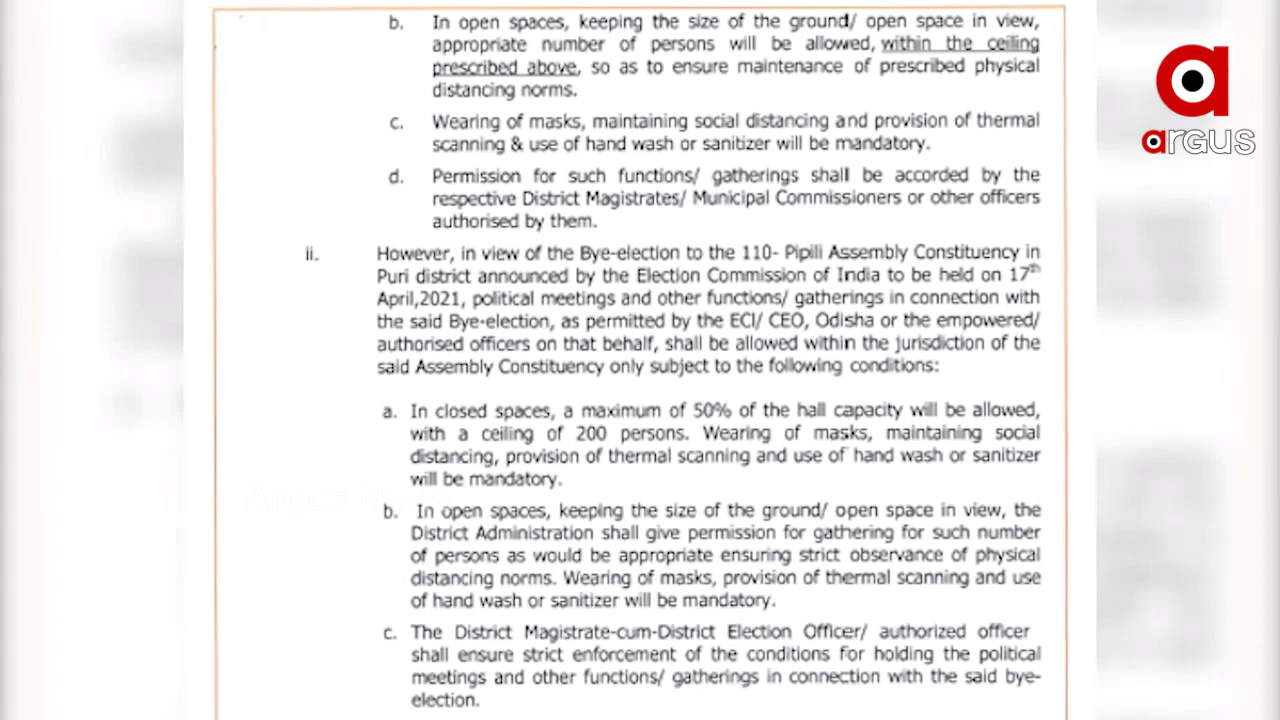 b. In open spaces, keeping the size of the ground/ open space in view,
appropriate number of persons will be allowed, within the ceiling
prescribed above, so as to ensure maintenance of prescribed physical
distancing norms.
c. Wearing of masks, maintaining social distancing and provision of thermal
scanning & use of hand wash or sanitizer will be mandatory.
d. Permission for such functions/ gatherings shall be accorded by the
respective District Magistrates/ Municipal Commissioners or other officers
authorised by them.
ii. However, in view of the Bye-election to the 110- Pipili Assembly Constituency in
Puri district announced by the Election Commission of India to be held on 17th
April,2021, political meetings and other functions/ gatherings in connection with
the said Bye-election, as permitted by the ECI/ CEO, Odisha or the empowered/
authorised officers on that behalf, shall be allowed within the jurisdiction of the
said Assembly Constituency only subject to the following conditions:
a. In closed spaces, a maximum of 50% of the hall capacity will be allowed,
with a ceiling of 200 persons. Wearing of masks, maintaining social
distancing, provision of thermal scanning and use of hand wash or sanitizer
will be mandatory.
b. In open spaces, keeping the size of the ground/ open space in view, the
District Administration shall give permission for gathering for such number
of persons as would be appropriate ensuring strict observance of physical
distancing norms. Wearing of masks, provision of thermal scanning and use
of hand wash or sanitizer will be mandatory.
c. The District Magistrate-cum-District Election Officer/ authorized officer
shall ensure strict enforcement of the conditions for holding the political
meetings and other functions/ gatherings in connection with the said bye-
election.
a
argus